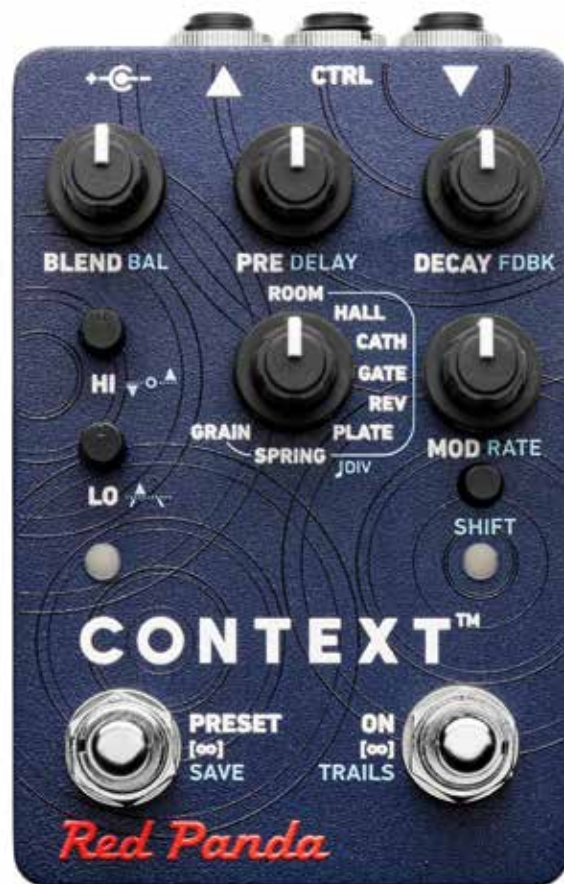 CTRL
BLEND BAL
PRE DELAY
DECAY FDBK
ROOM
HALL
CATH
GATE
REV
PLATE
SPRING
GRAIN
♩DIV
HI
MOD RATE
LO
SHIFT
CONTEXT™
PRESET
[∞]
SAVE
ON
[∞]
TRAILS
Red Panda